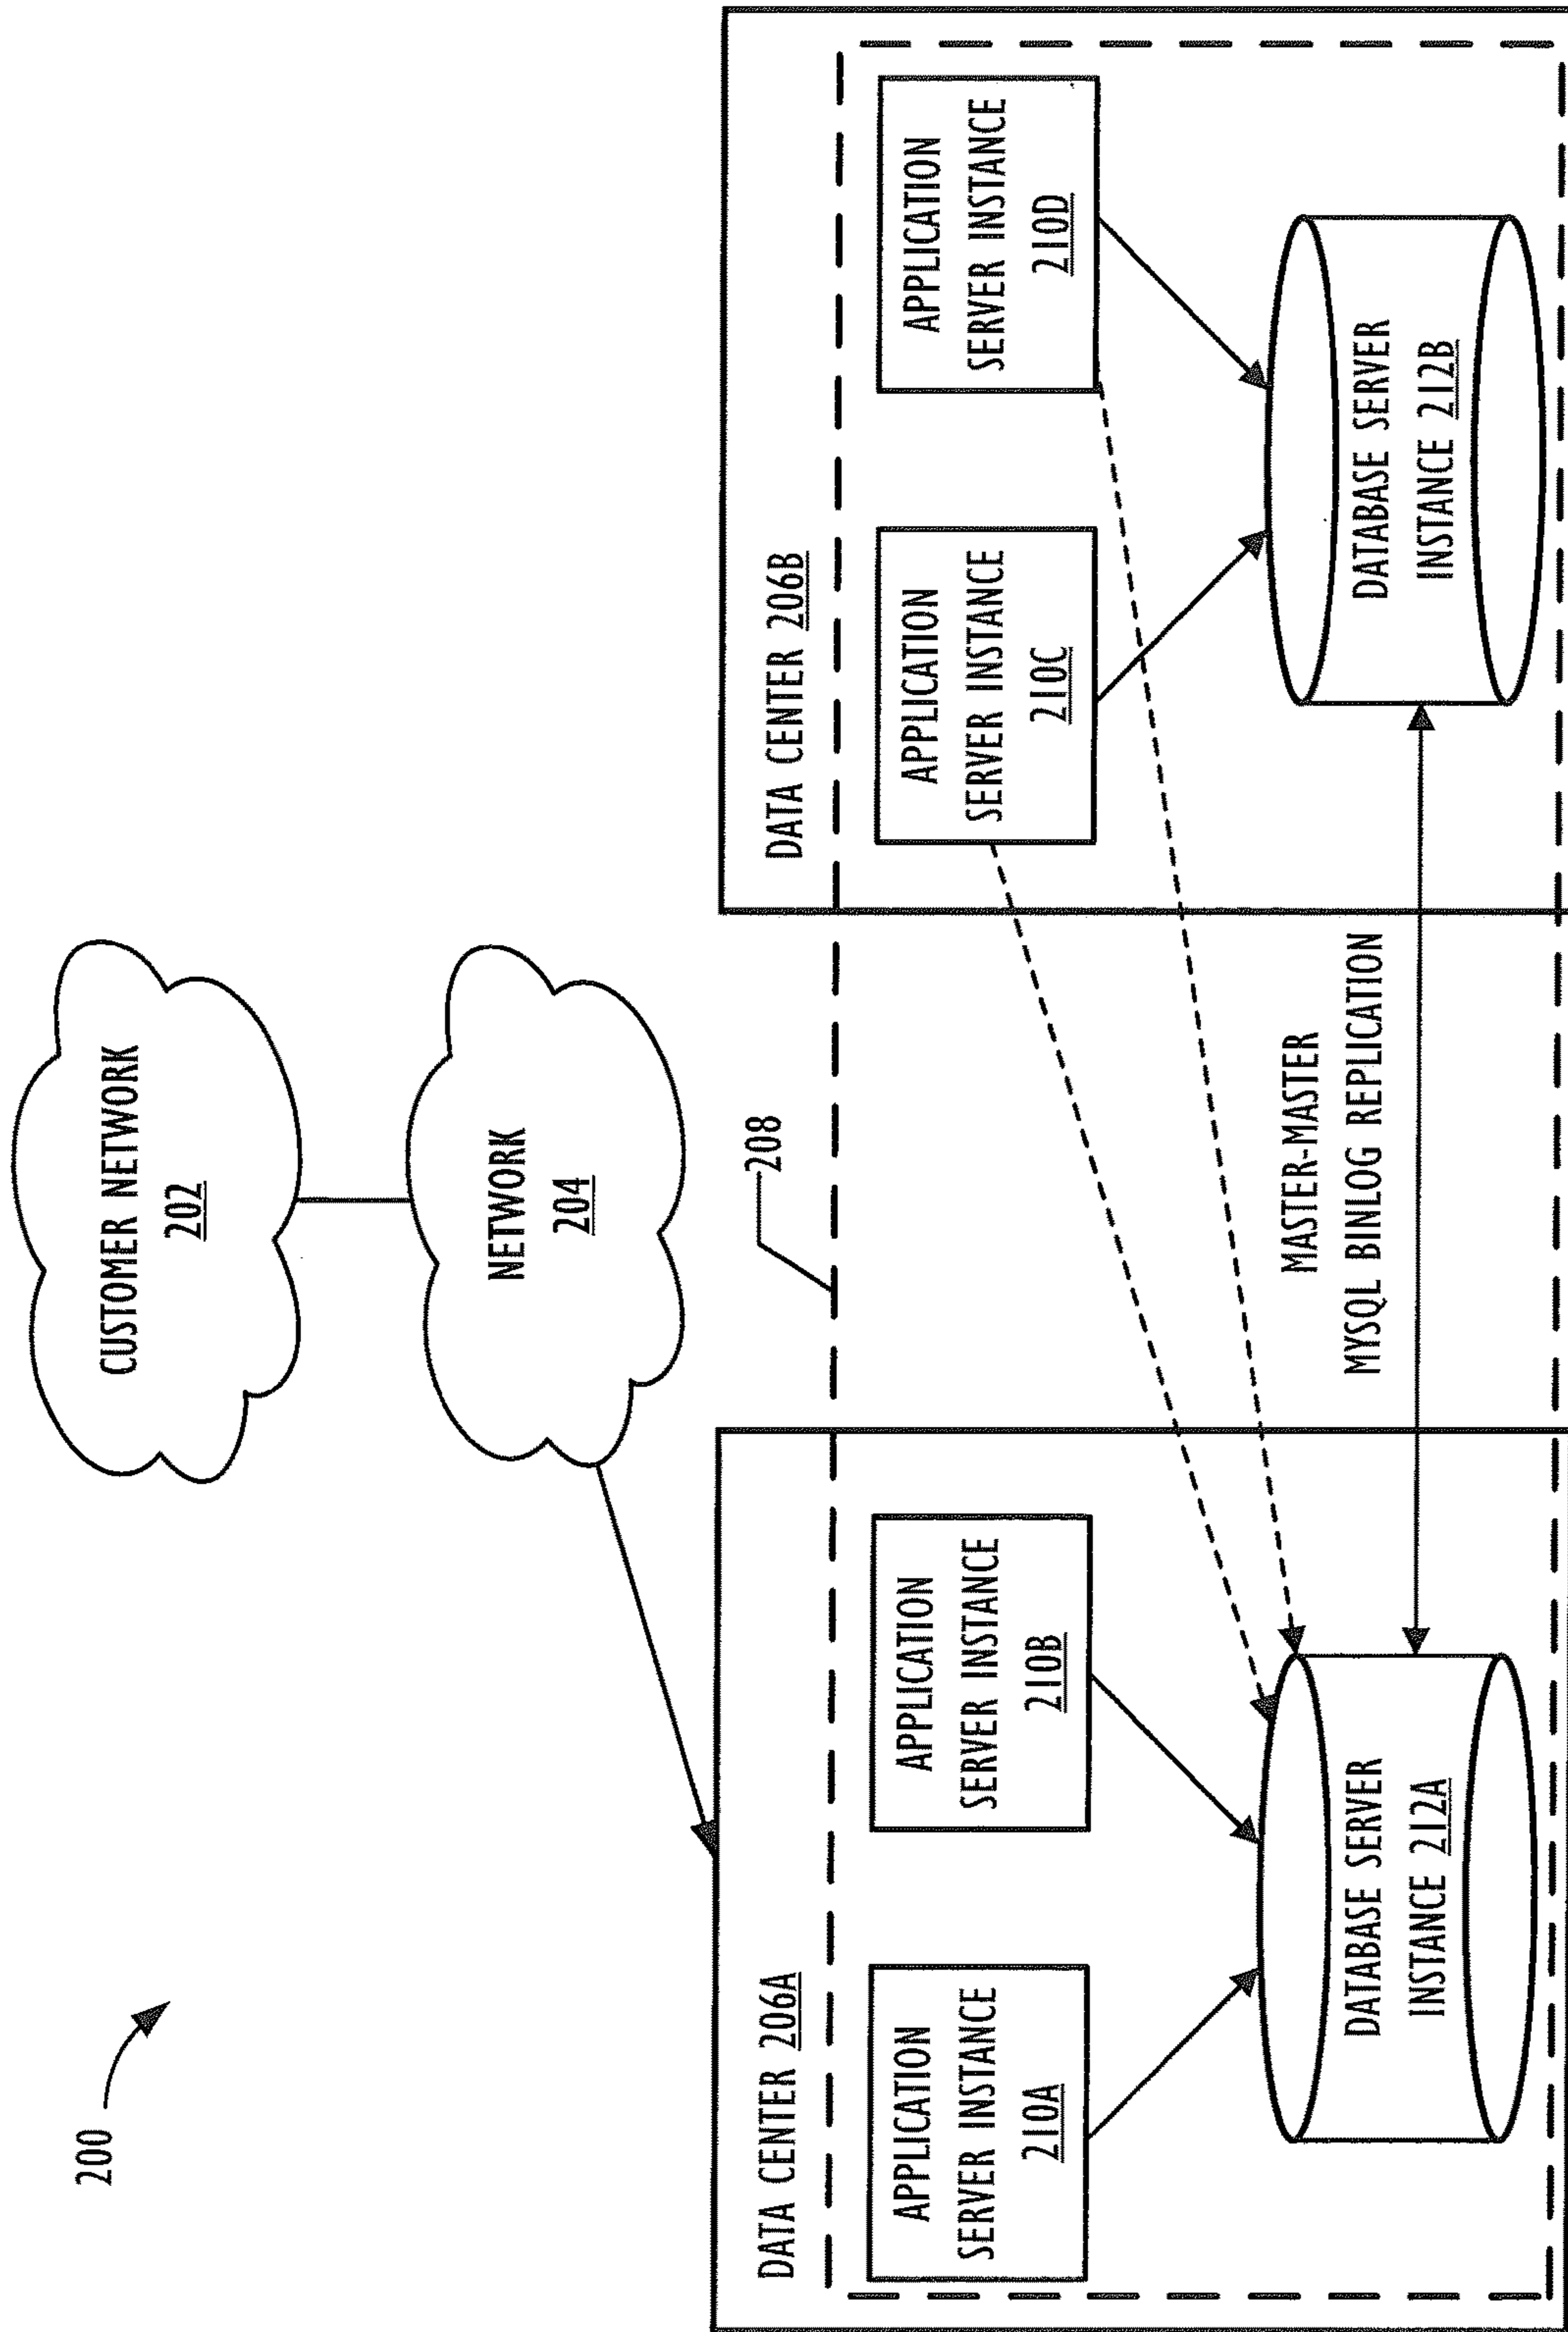 200
CUSTOMER NETWORK
202
NETWORK
204
208
DATA CENTER 206A
APPLICATION
SERVER INSTANCE
210A
APPLICATION
SERVER INSTANCE
210B
DATABASE SERVER
INSTANCE 212A
MASTER-MASTER
MYSQL BINLOG REPLICATION
DATA CENTER 206B
APPLICATION
SERVER INSTANCE
210C
APPLICATION
SERVER INSTANCE
210D
DATABASE SERVER
INSTANCE 212B